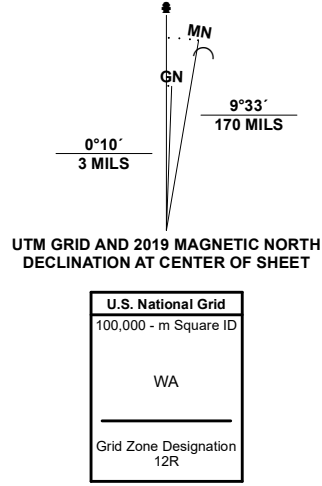 MN
GN
9°33´
170 MILS
0°10´
3 MILS
UTM GRID AND 2019 MAGNETIC NORTH
DECLINATION AT CENTER OF SHEET
U.S. National Grid
100,000 - m Square ID
WA
Grid Zone Designation
12R